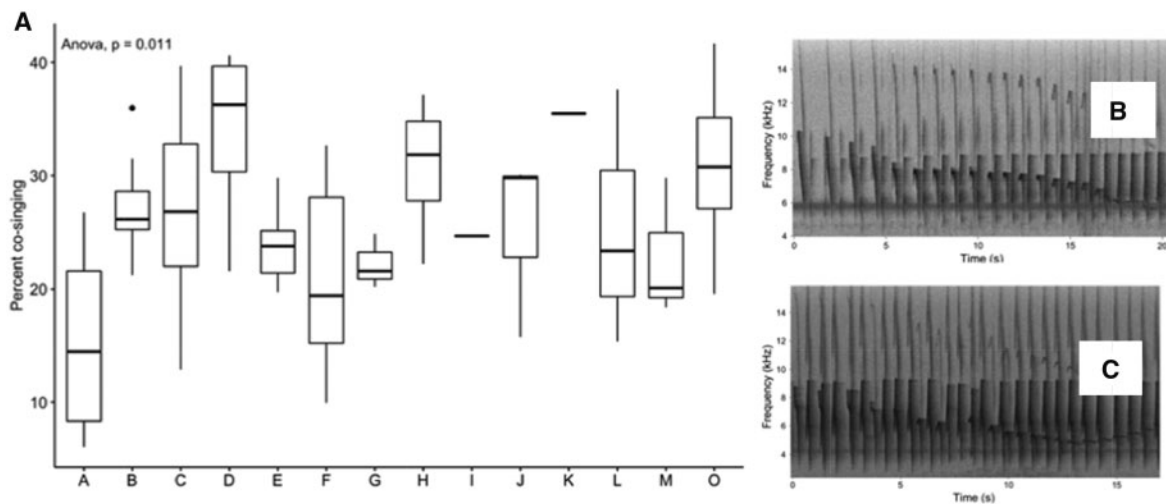 A
Anova, p = 0.011
Percent co-singing
40
30
20
10
A B C D E F G H I J K L M O
B
Frequency (kHz)
14
12
10
8
6
4
0 5 10 15 20
Time (s)
C
Frequency (kHz)
14
12
10
8
6
4
0 5 10 15
Time (s)